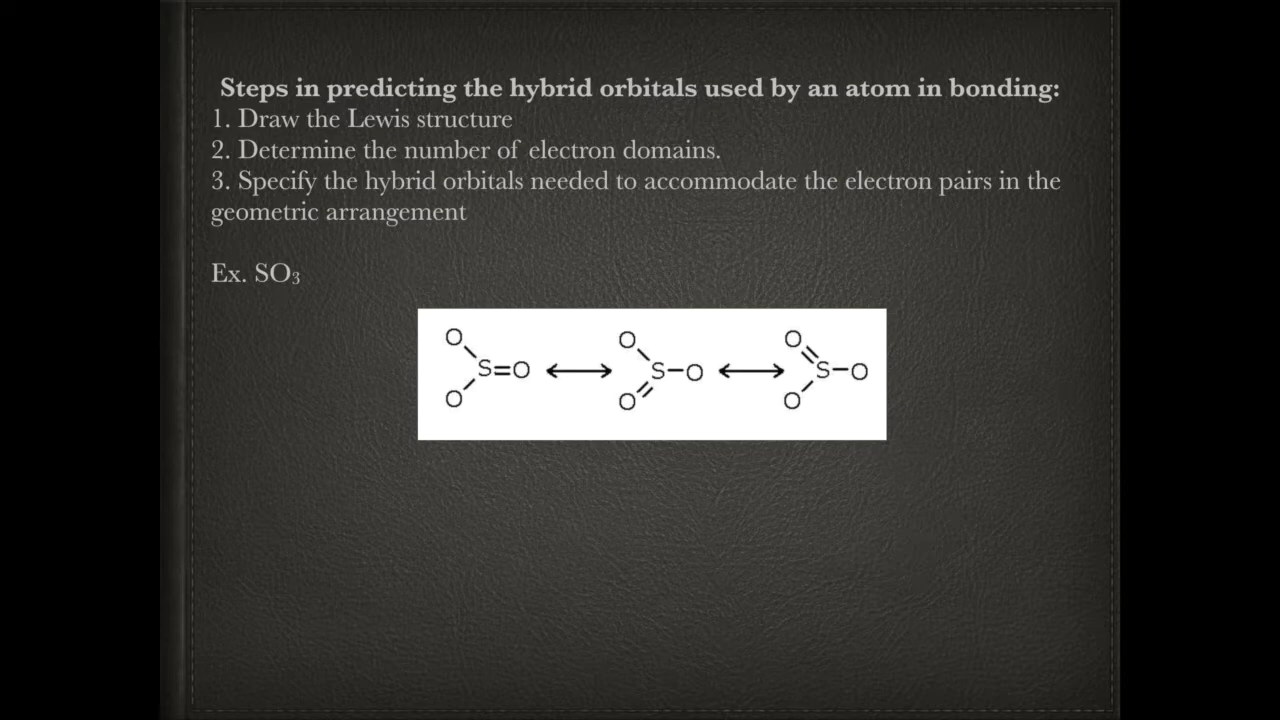 Steps in predicting the hybrid orbitals used by an atom in bonding:
1. Draw the Lewis structure
2. Determine the number of electron domains.
3. Specify the hybrid orbitals needed to accommodate the electron pairs in the
geometric arrangement
Ex. SO₃
O O O
S=O S-O S-O
O O O